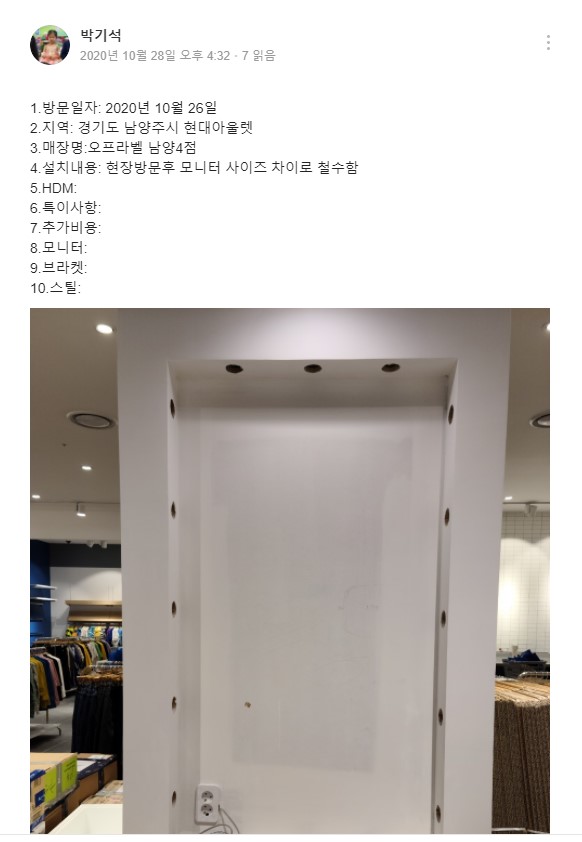 박기석
2020년 10월 28일 오후 4:32 · 7 읽음
1.방문일자: 2020년 10월 26일
2.지역: 경기도 남양주시 현대아울렛
3.매장명:오프라벨 남양4점
4.설치내용: 현장방문후 모니터 사이즈 차이로 철수함
5.HDM:
6.특이사항:
7.추가비용:
8.모니터:
9.브라켓:
10.스틸: